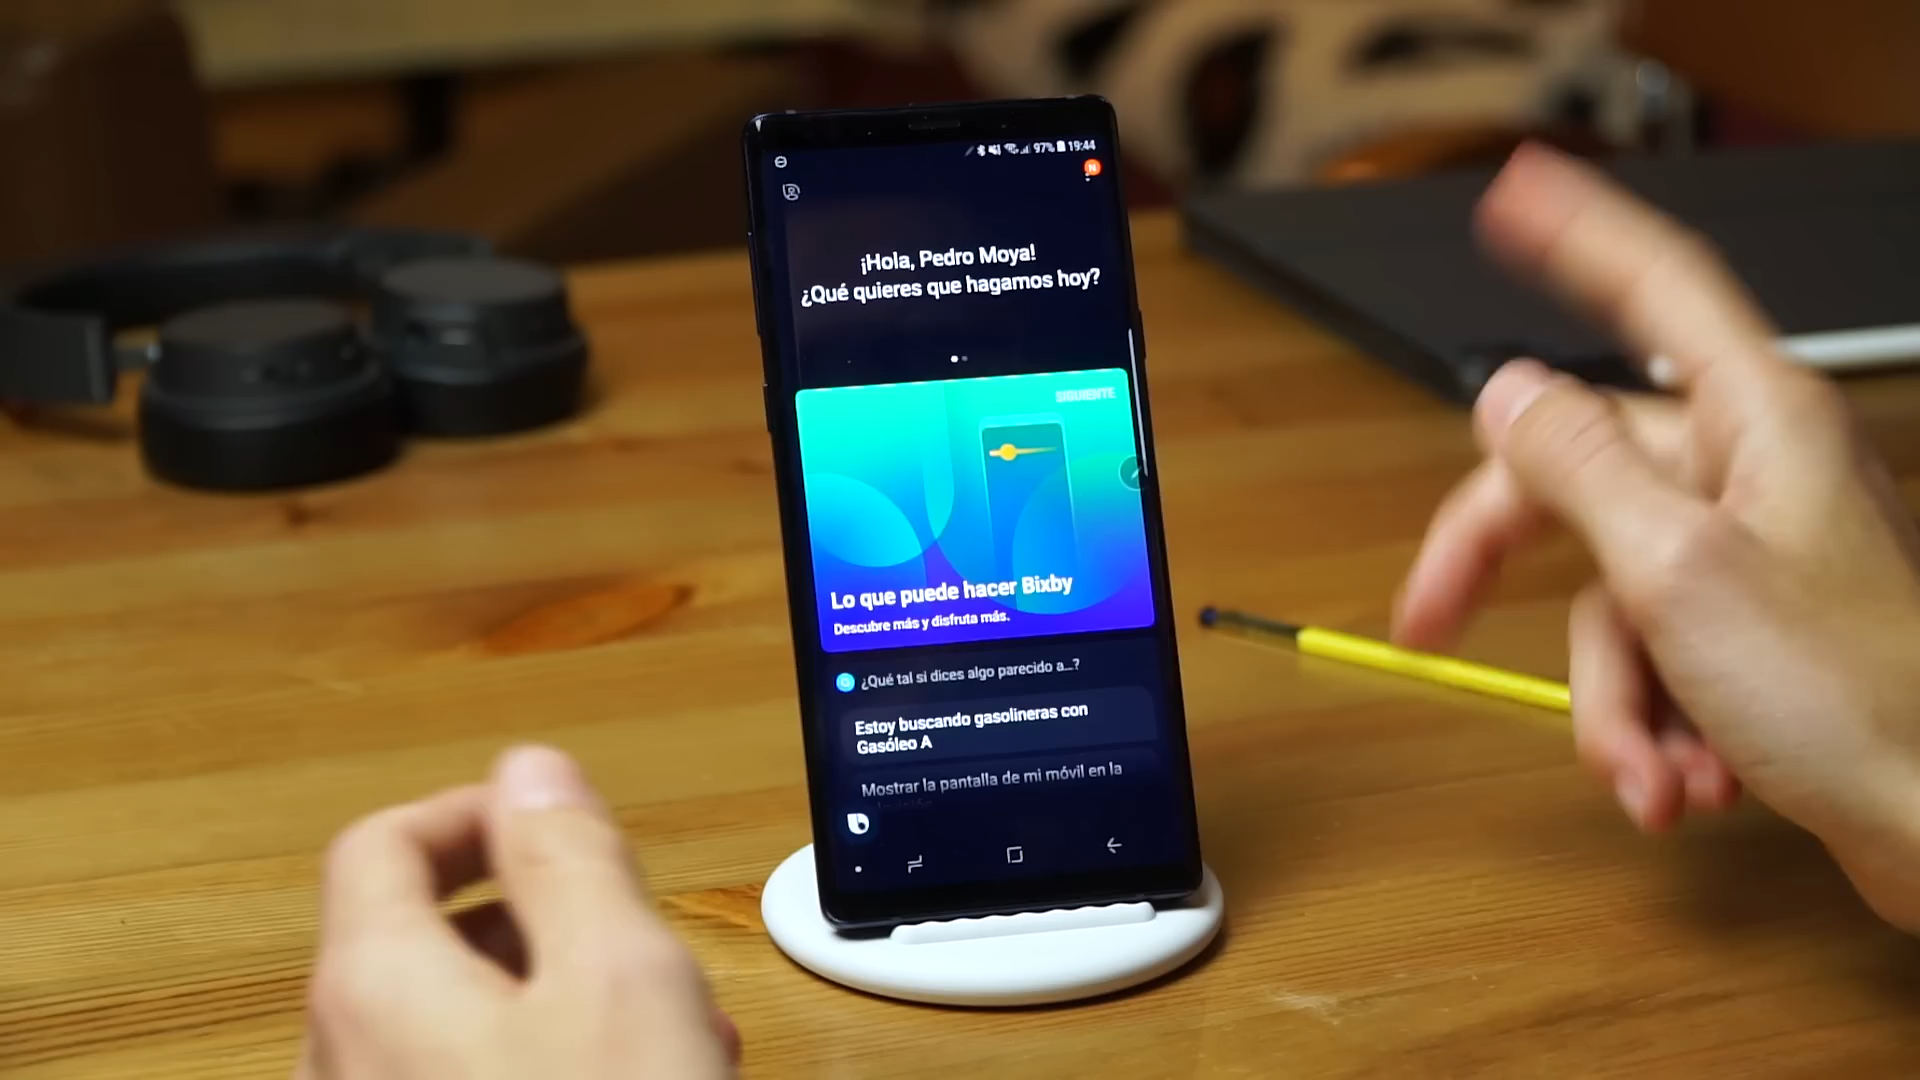 97% 19:44
N
¡Hola, Pedro Moya!
¿Qué quieres que hagamos hoy?
SIGUIENTE
Lo que puede hacer Bixby
Descubre más y disfruta más.
¿Qué tal si dices algo parecido a...?
Estoy buscando gasolineras con
Gasóleo A
Mostrar la pantalla de mi móvil en la